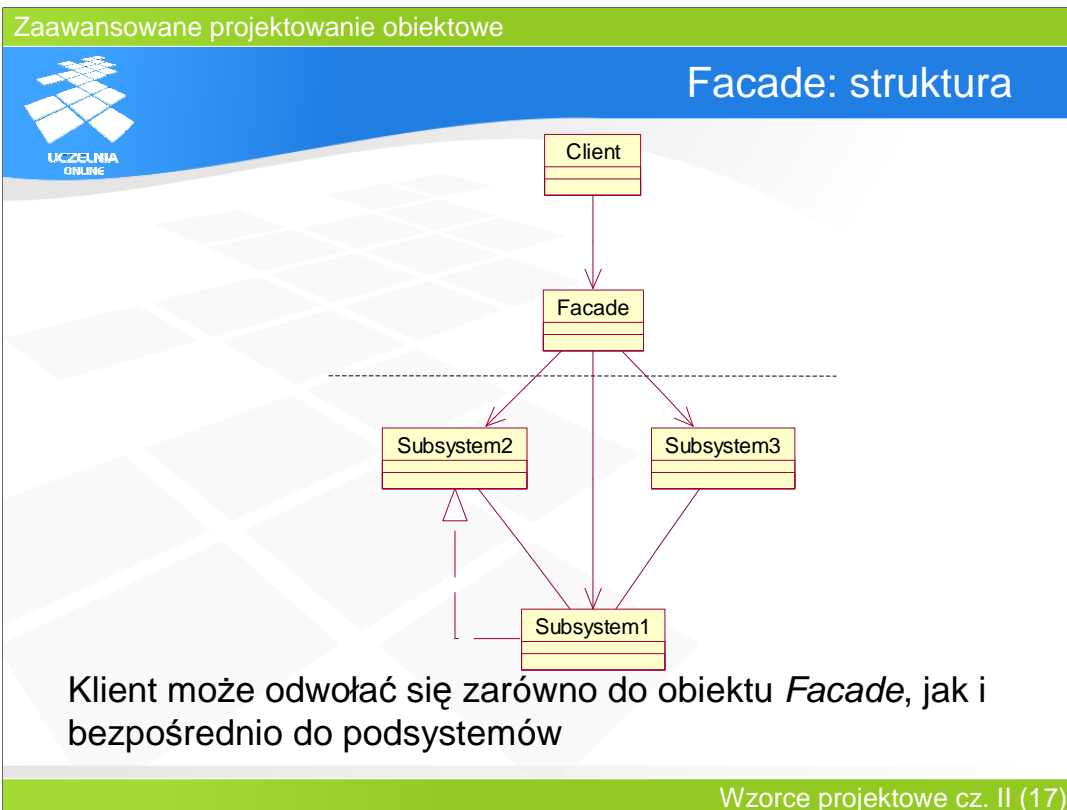 Zaawansowane projektowanie obiektowe
Facade: struktura
UCZELNIA
ONLINE
Client
Facade
Subsystem2
Subsystem3
Subsystem1
Klient może odwołać się zarówno do obiektu Facade, jak i
bezpośrednio do podsystemów
Wzorce projektowe cz. II (17)